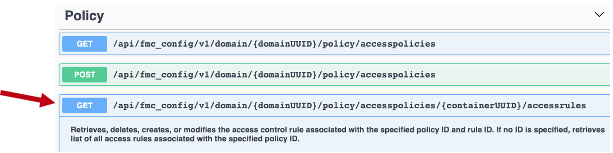 Policy
GET /api/fmc_config/v1/domain/{domainUUID}/policy/accesspolicies
POST /api/fmc_config/v1/domain/{domainUUID}/policy/accesspolicies
GET /api/fmc_config/v1/domain/{domainUUID}/policy/accesspolicies/{containerUUID}/accessrules
Retrieves, deletes, creates, or modifies the access control rule associated with the specified policy ID and rule ID. If no ID is specified, retrieves
list of all access rules associated with the specified policy ID.